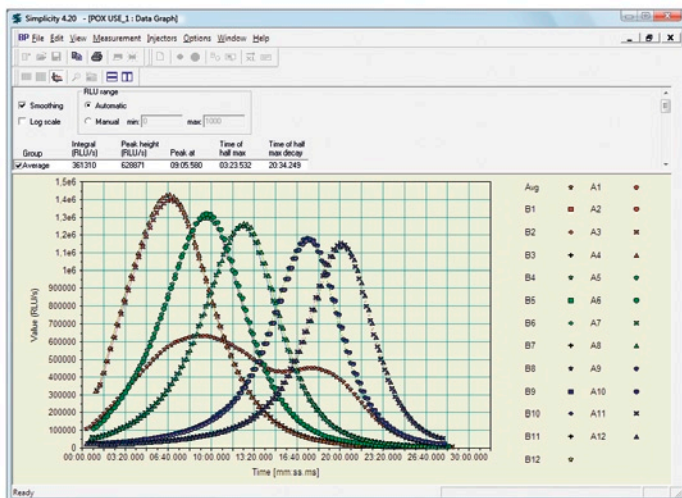 Simplicity 4.20 - [POX USE_1 : Data Graph]
BP File Edit View Measurement Injectors Options Window Help
RLU range
Smoothing
Automatic
Log scale
Manual min: 0 max: 1000
Group Integral (RLU/s) Peak height (RLU/s) Peak at Time of half max Time of half max decay
Average 361310 628871 09:05.580 03:23.532 20:34.249
1.5e6
1.4e6
1.3e6
1.2e6
1.1e6
1e6
900000
800000
700000
600000
500000
400000
300000
200000
100000
0
Value (RLU/s)
00:00.000 03:20.000 06:40.000 10:00.000 13:20.000 16:40.000 20:00.000 23:20.000 26:40.000 30:00.000
Time [mm:ss.ms]
Avg A1
B1 A2
B2 A3
B3 A4
B4 A5
B5 A6
B6 A7
B7 A8
B8 A9
B9 A10
B10 A11
B11 A12
B12
Ready